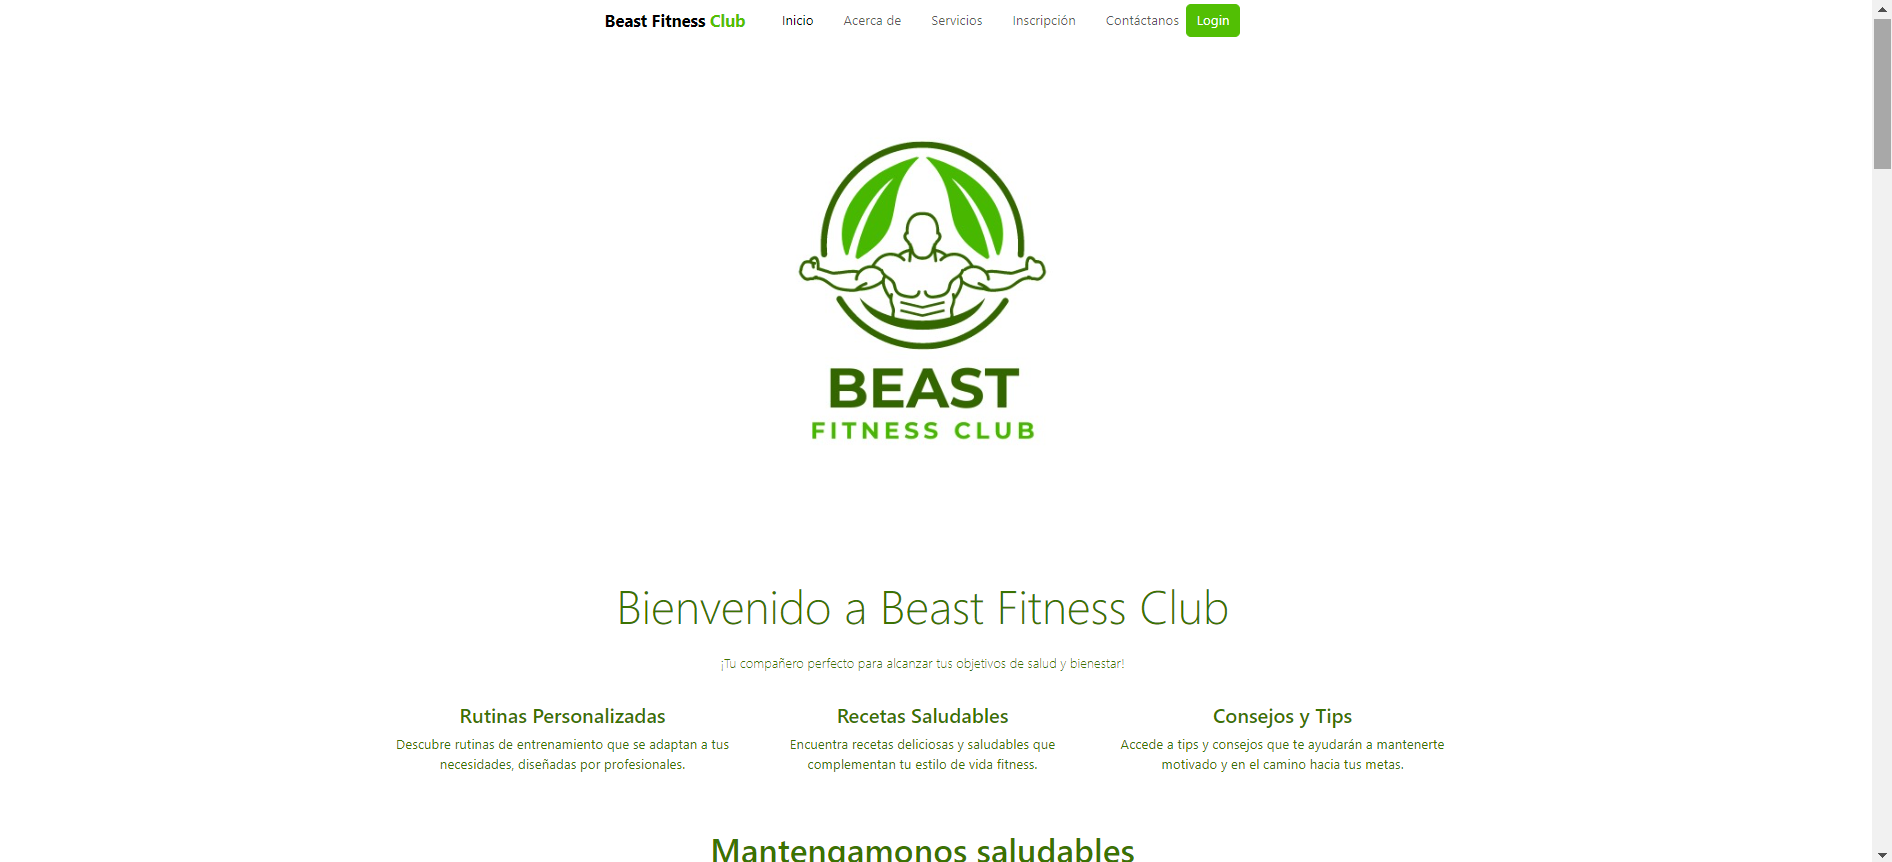 Beast Fitness Club Inicio Acerca de Servicios Inscripción Contáctanos Login
BEAST
FITNESS CLUB
Bienvenido a Beast Fitness Club
¡Tu compañero perfecto para alcanzar tus objetivos de salud y bienestar!
Rutinas Personalizadas
Descubre rutinas de entrenamiento que se adaptan a tus
necesidades, diseñadas por profesionales.
Recetas Saludables
Encuentra recetas deliciosas y saludables que
complementan tu estilo de vida fitness.
Consejos y Tips
Accede a tips y consejos que te ayudarán a mantenerte
motivado y en el camino hacia tus metas.
Mantengamonos saludables